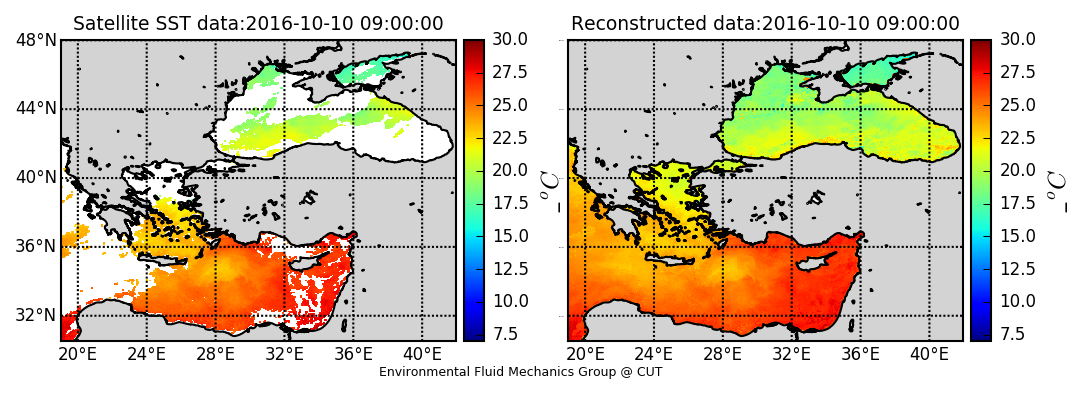 Satellite SST data:2016-10-10 09:00:00
48°N
44°N
40°N
36°N
32°N
20°E 24°E 28°E 32°E 36°E 40°E
30.0
27.5
25.0
22.5
20.0
17.5
15.0
12.5
10.0
7.5
_ °C
Reconstructed data:2016-10-10 09:00:00
20°E 24°E 28°E 32°E 36°E 40°E
30.0
27.5
25.0
22.5
20.0
17.5
15.0
12.5
10.0
7.5
_ °C
Environmental Fluid Mechanics Group @ CUT